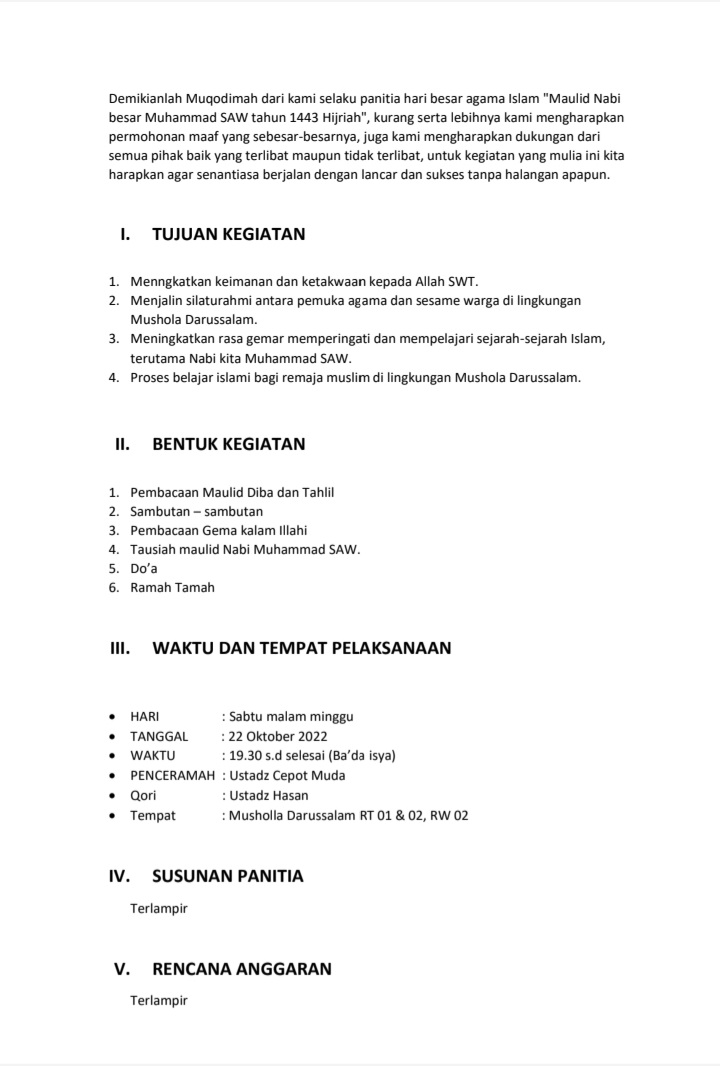 Demikianlah Muqodimah dari kami selaku panitia hari besar agama Islam "Maulid Nabi
besar Muhammad SAW tahun 1443 Hijriah", kurang serta lebihnya kami mengharapkan
permohonan maaf yang sebesar-besarnya, juga kami mengharapkan dukungan dari
semua pihak baik yang terlibat maupun tidak terlibat, untuk kegiatan yang mulia ini kita
harapkan agar senantiasa berjalan dengan lancar dan sukses tanpa halangan apapun.
I. TUJUAN KEGIATAN
1. Menngkatkan keimanan dan ketakwaan kepada Allah SWT.
2. Menjalin silaturahmi antara pemuka agama dan sesame warga di lingkungan
Mushola Darussalam.
3. Meningkatkan rasa gemar memperingati dan mempelajari sejarah-sejarah Islam,
terutama Nabi kita Muhammad SAW.
4. Proses belajar islami bagi remaja muslim di lingkungan Mushola Darussalam.
II. BENTUK KEGIATAN
1. Pembacaan Maulid Diba dan Tahlil
2. Sambutan – sambutan
3. Pembacaan Gema kalam Illahi
4. Tausiah maulid Nabi Muhammad SAW.
5. Do’a
6. Ramah Tamah
III. WAKTU DAN TEMPAT PELAKSANAAN
• HARI : Sabtu malam minggu
• TANGGAL : 22 Oktober 2022
• WAKTU : 19.30 s.d selesai (Ba’da isya)
• PENCERAMAH : Ustadz Cepot Muda
• Qori : Ustadz Hasan
• Tempat : Musholla Darussalam RT 01 & 02, RW 02
IV. SUSUNAN PANITIA
Terlampir
V. RENCANA ANGGARAN
Terlampir